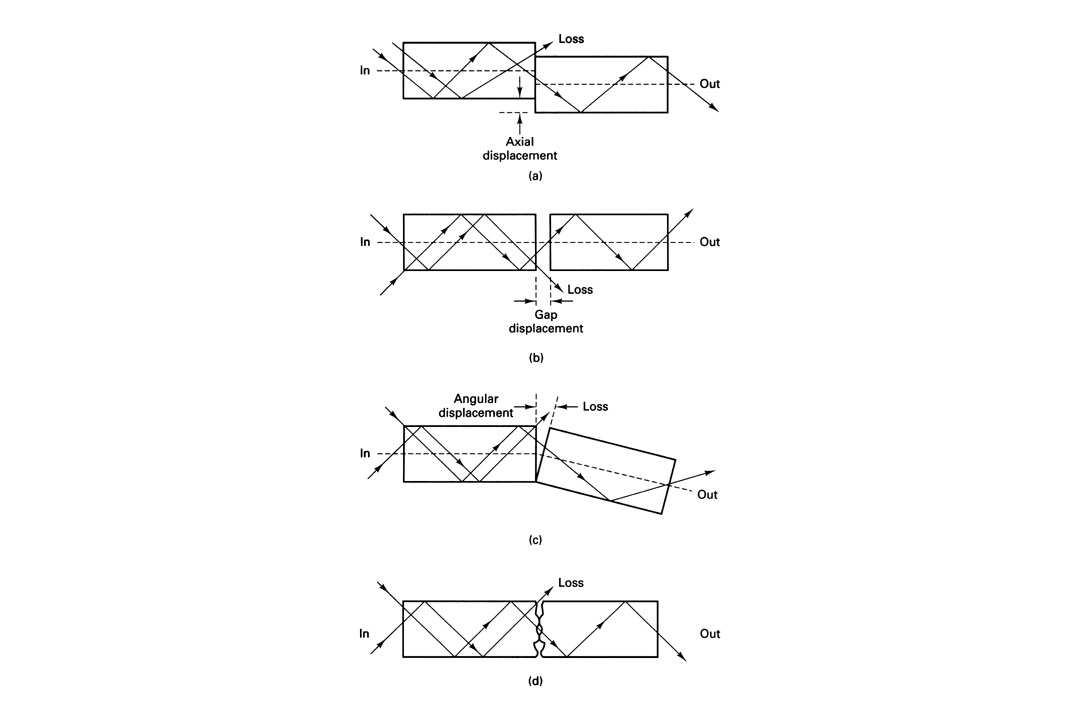 Loss
In
Out
Axial
displacement
(a)
In
Out
Loss
Gap
displacement
(b)
Angular
displacement
Loss
In
Out
(c)
Loss
In
Out
(d)